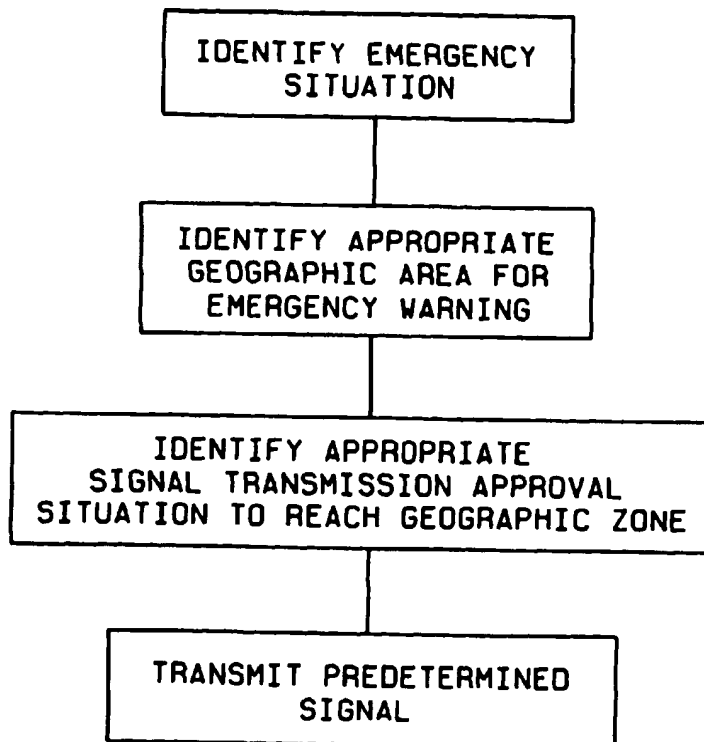 IDENTIFY EMERGENCY
SITUATION
IDENTIFY APPROPRIATE
GEOGRAPHIC AREA FOR
EMERGENCY WARNING
IDENTIFY APPROPRIATE
SIGNAL TRANSMISSION APPROVAL
SITUATION TO REACH GEOGRAPHIC ZONE
TRANSMIT PREDETERMINED
SIGNAL